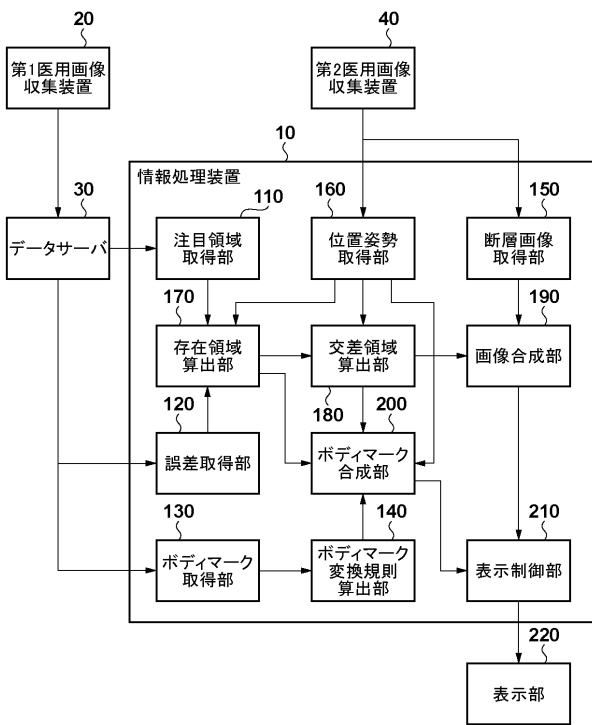 20
第1医用画像
収集装置
40
第2医用画像
収集装置
10
情報処理装置
30
データサーバ
110
注目領域
取得部
160
位置姿勢
取得部
150
断層画像
取得部
170
存在領域
算出部
180
交差領域
算出部
190
画像合成部
120
誤差取得部
200
ボディマーク
合成部
130
ボディマーク
取得部
140
ボディマーク
変換規則
算出部
210
表示制御部
220
表示部